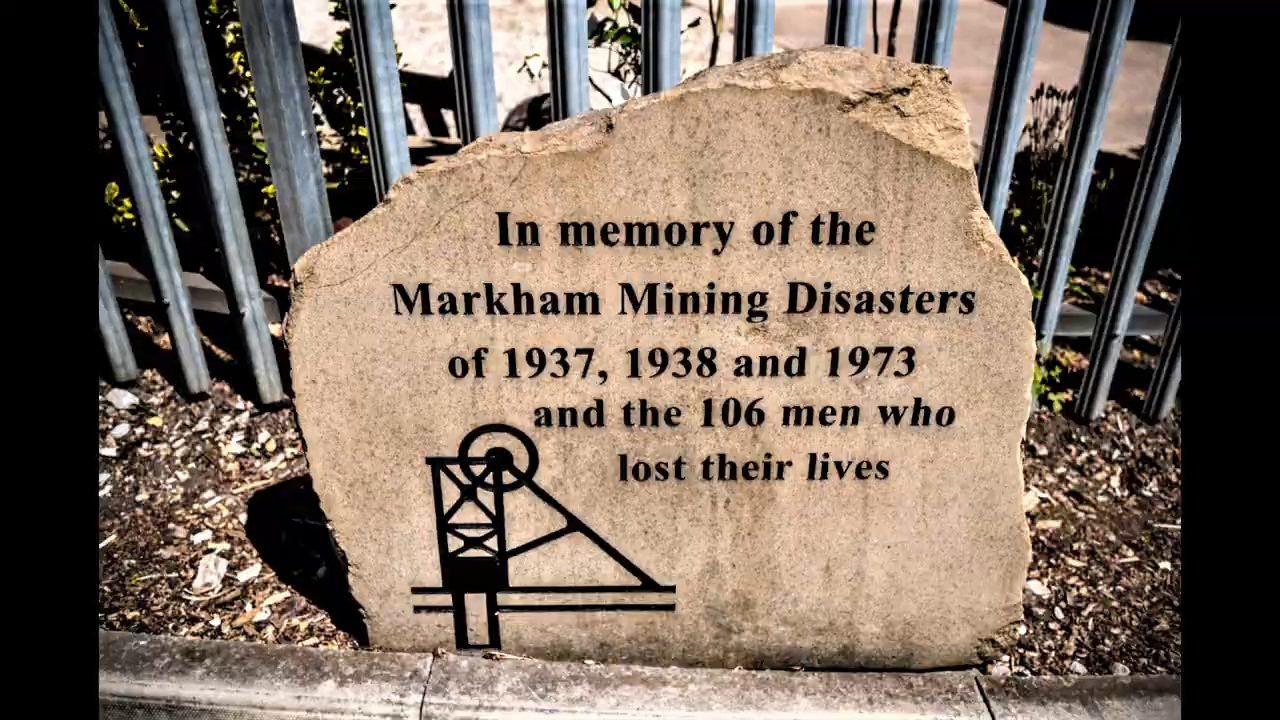 In memory of the
Markham Mining Disasters
of 1937, 1938 and 1973
and the 106 men who
lost their lives